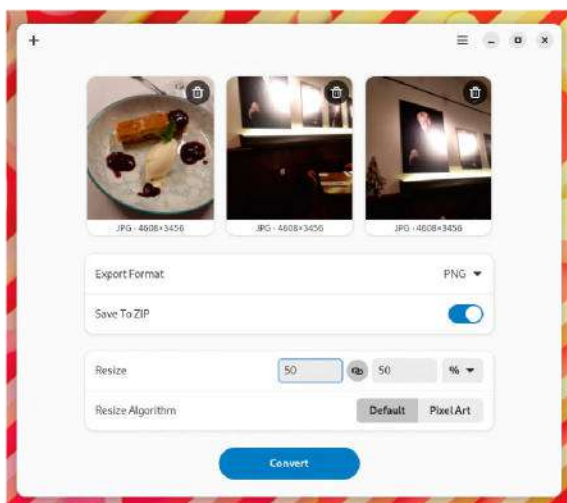 JPG · 4608×3456
JPG · 4608×3456
JPG · 4608×3456
Export Format PNG
Save To ZIP
Resize 50 50 %
Resize Algorithm Default Pixel Art
Convert